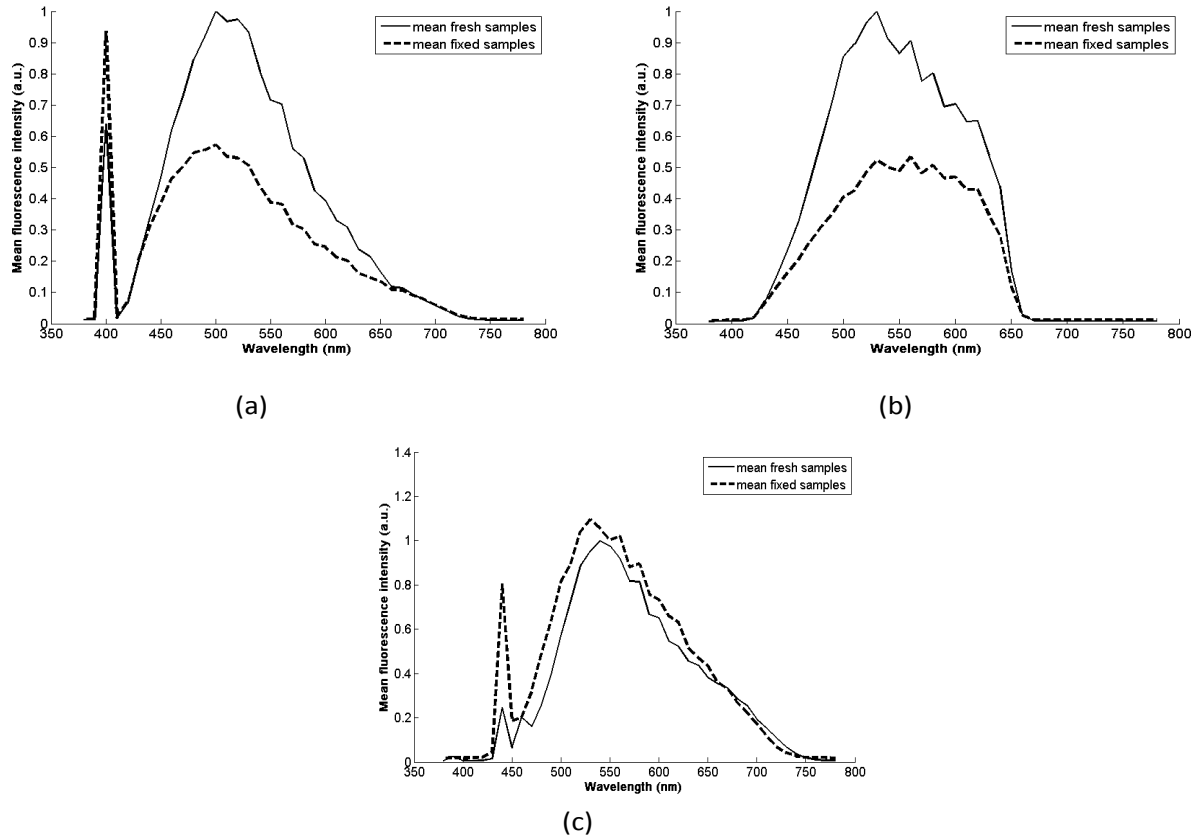 mean fresh samples
mean fixed samples
Mean fluorescence intensity (a.u.)
1
0.9
0.8
0.7
0.6
0.5
0.4
0.3
0.2
0.1
0
350 400 450 500 550 600 650 700 750 800
Wavelength (nm)
(a)
mean fresh samples
mean fixed samples
Mean fluorescence intensity (a.u.)
1
0.9
0.8
0.7
0.6
0.5
0.4
0.3
0.2
0.1
0
350 400 450 500 550 600 650 700 750 800
Wavelength (nm)
(b)
mean fresh samples
mean fixed samples
Mean fluorescence intensity (a.u.)
1.4
1.2
1
0.8
0.6
0.4
0.2
0
350 400 450 500 550 600 650 700 750 800
Wavelength (nm)
(c)